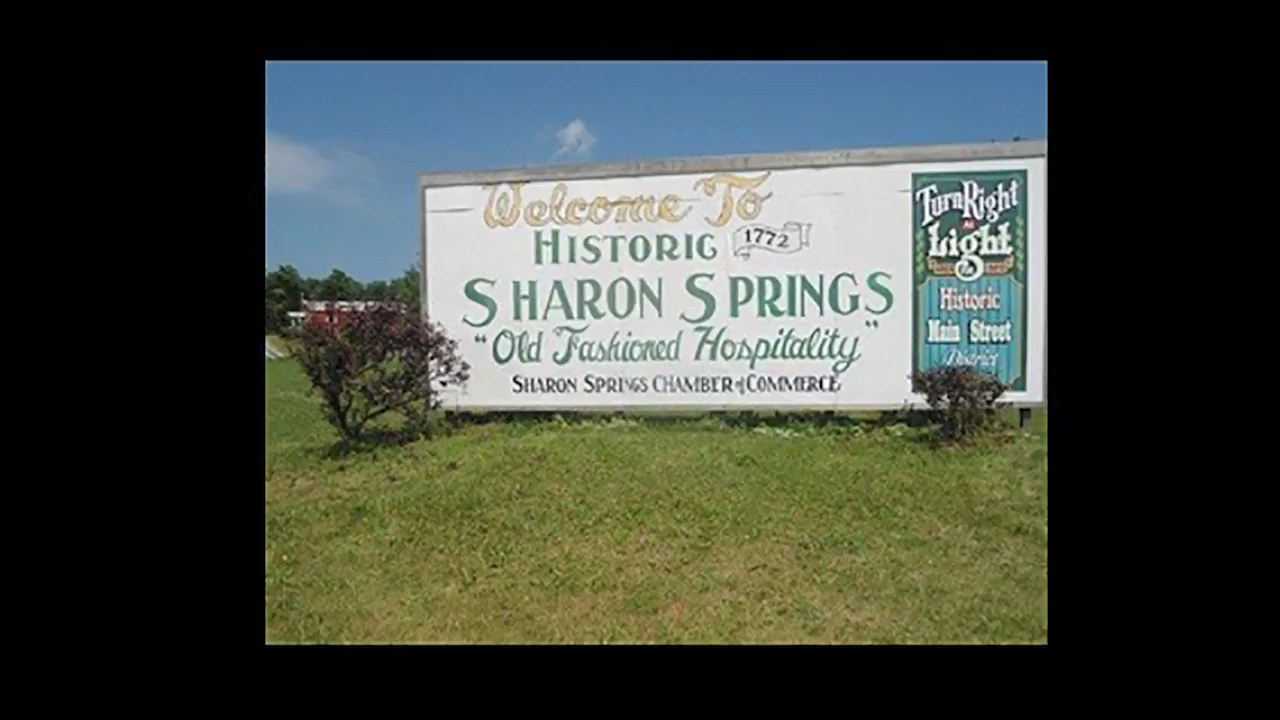 Welcome To
HISTORIC 1772
SHARON SPRINGS
"Old Fashioned Hospitality"
SHARON SPRINGS CHAMBER of COMMERCE
Turn Right
At
Light
Historic
Main Street
District